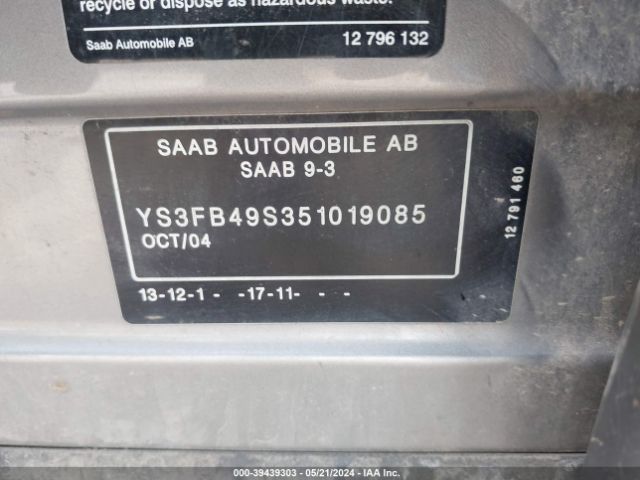 recycle or dispose as hazardous waste.
Saab Automobile AB 12 796 132
SAAB AUTOMOBILE AB
SAAB 9-3
YS3FB49S351019085
OCT/04
13-12-1 - -17-11- - -
12 791 460
000-39439303 - 05/21/2024 - IAA Inc.